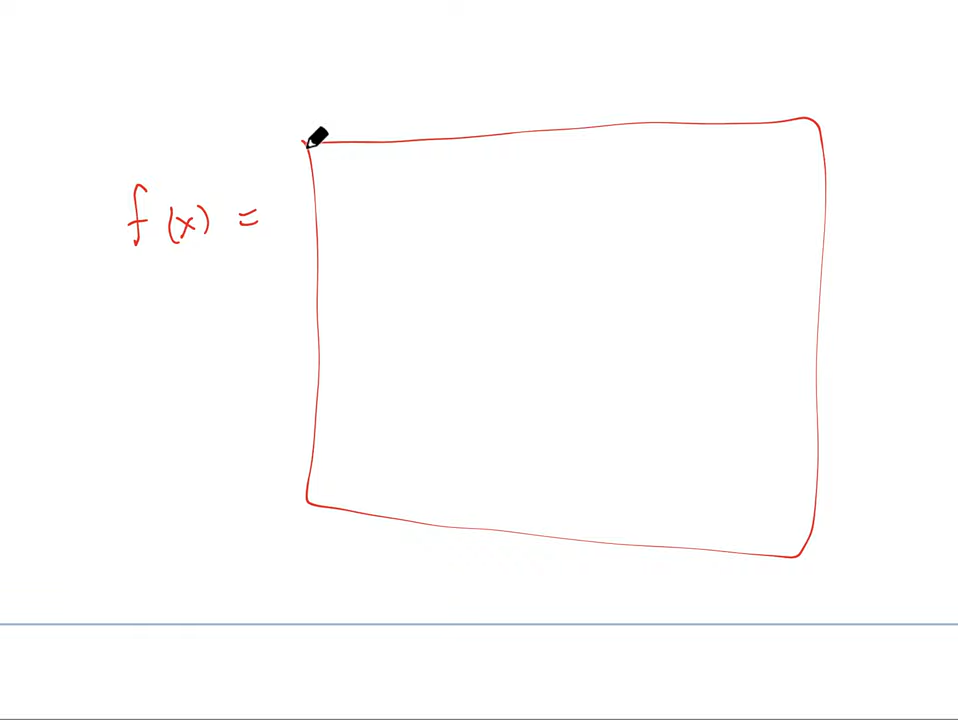 f (x) =